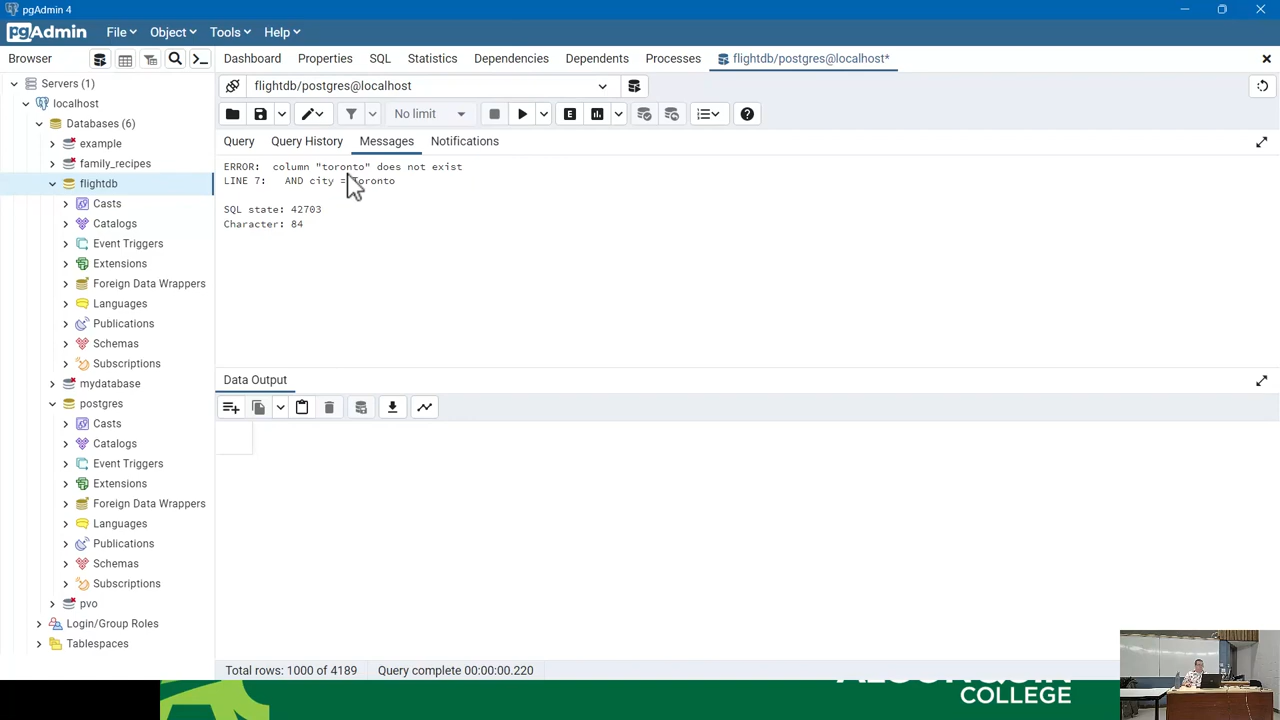 pgAdmin 4
pgAdmin File Object Tools Help
Browser Dashboard Properties SQL Statistics Dependencies Dependents Processes flightdb/postgres@localhost*
Servers (1)
flightdb/postgres@localhost
localhost
Databases (6)
No limit
example
Query Query History Messages Notifications
family_recipes
ERROR: column "toronto" does not exist
LINE 7: AND city = Toronto
flightdb
Casts
SQL state: 42703
Catalogs
Character: 84
Event Triggers
Extensions
Foreign Data Wrappers
Languages
Publications
Schemas
Subscriptions
Data Output
mydatabase
postgres
Casts
Catalogs
Event Triggers
Extensions
Foreign Data Wrappers
Languages
Publications
Schemas
Subscriptions
pvo
Login/Group Roles
Tablespaces
Total rows: 1000 of 4189 Query complete 00:00:00.220
COLLEGE